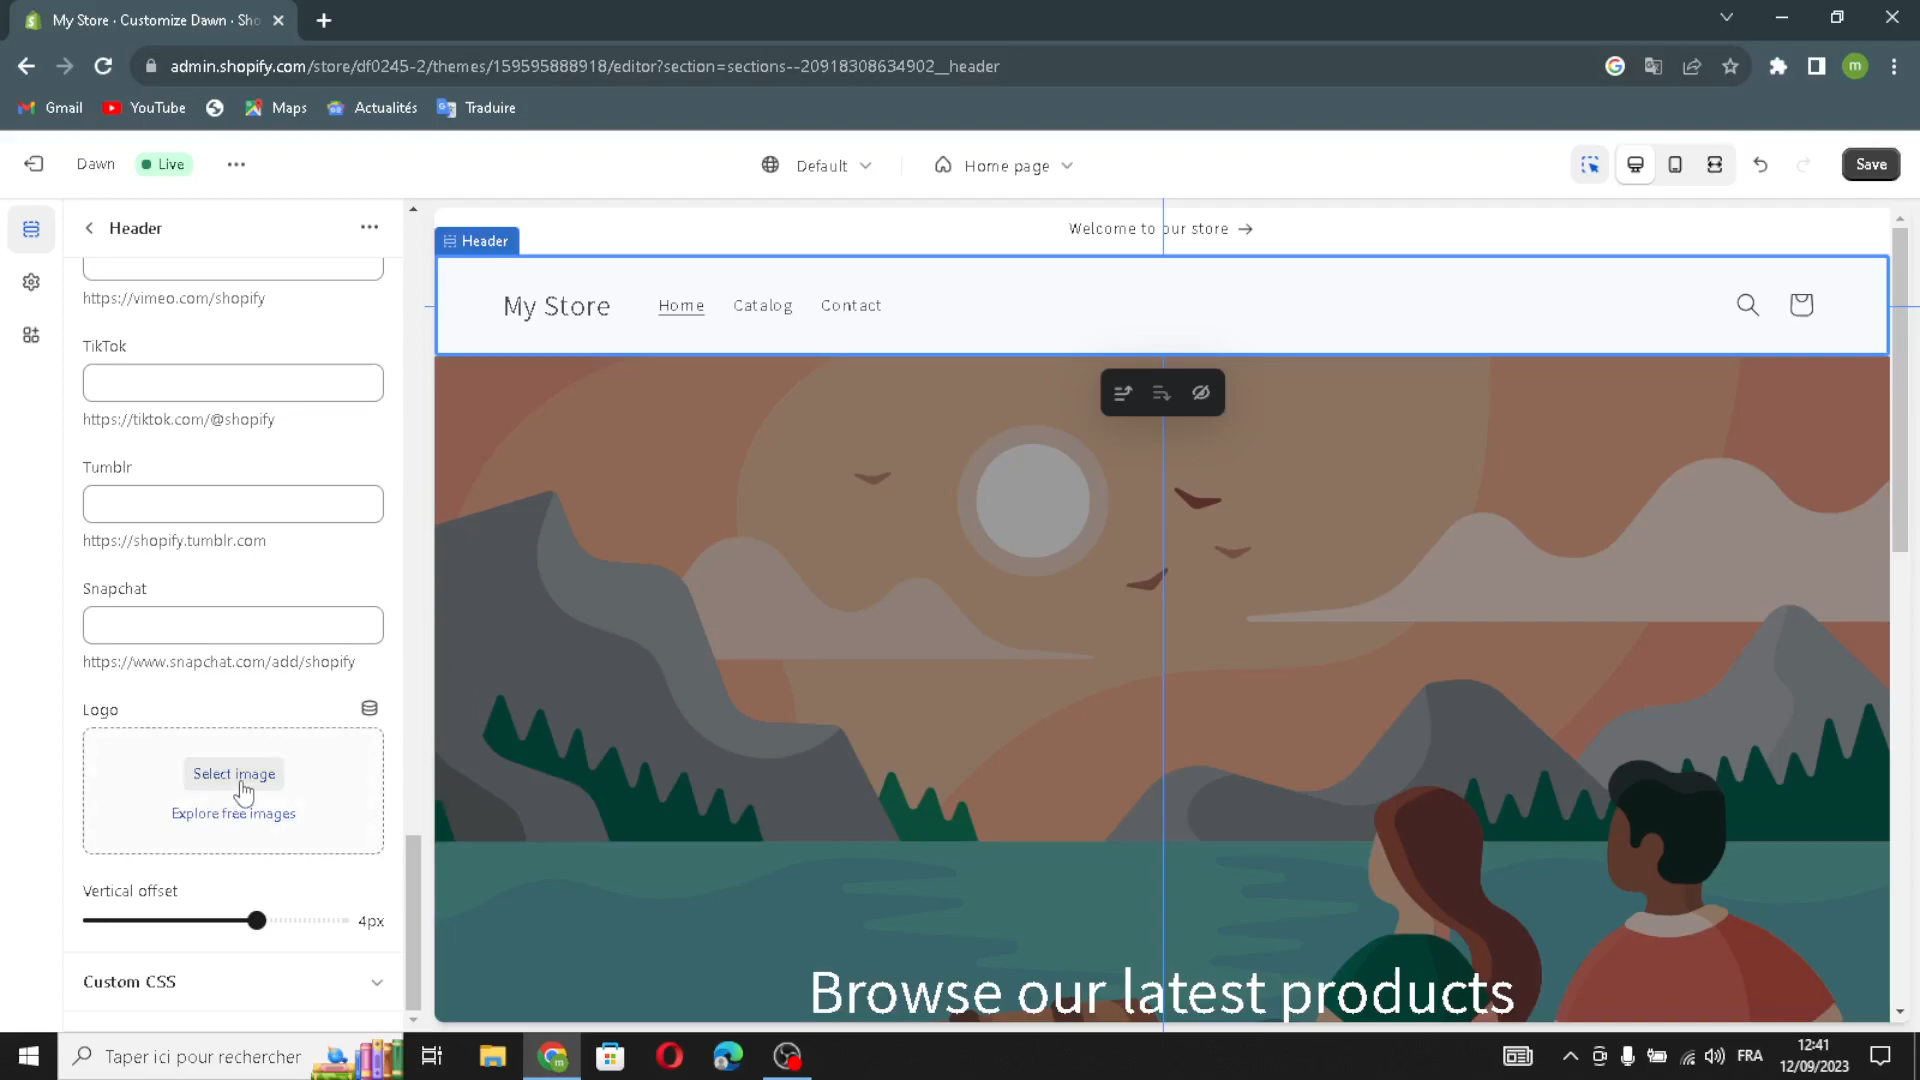 My Store · Customize Dawn · Sho
admin.shopify.com/store/df0245-2/themes/159595888918/editor?section=sections--20918308634902__header
m
Gmail
YouTube
Maps
Actualités
Traduire
Dawn
Live
Default
Home page
Save
Header
Welcome to our store →
Header
My Store
Home
Catalog
Contact
https://vimeo.com/shopify
TikTok
https://tiktok.com/@shopify
Tumblr
https://shopify.tumblr.com
Snapchat
https://www.snapchat.com/add/shopify
Logo
Select image
Explore free images
Vertical offset
4px
Custom CSS
Browse our latest products
Taper ici pour rechercher
FRA
12:41
12/09/2023